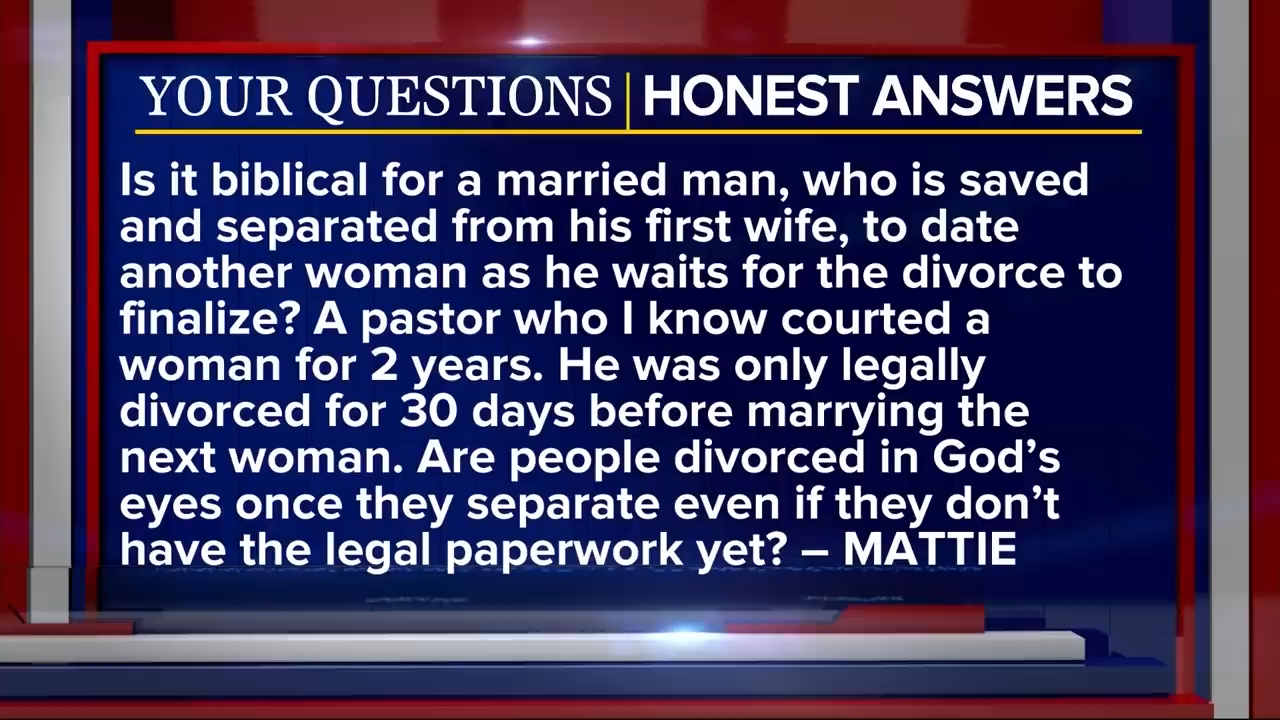 YOUR QUESTIONS | HONEST ANSWERS
Is it biblical for a married man, who is saved
and separated from his first wife, to date
another woman as he waits for the divorce to
finalize? A pastor who I know courted a
woman for 2 years. He was only legally
divorced for 30 days before marrying the
next woman. Are people divorced in God’s
eyes once they separate even if they don’t
have the legal paperwork yet? – MATTIE